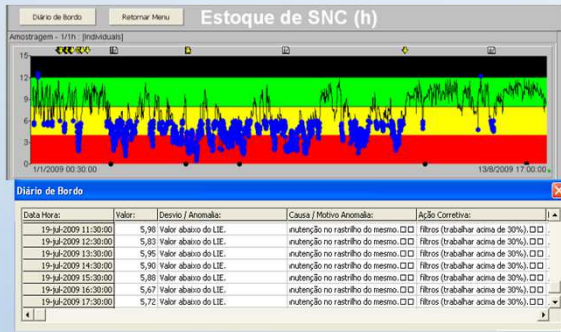 Diário de Bordo Retornar Menu Estoque de SNC (h)
Amostragem - 1/1h : [Individuals]
15
12
9
6
3
0
1/1/2009 00:30:00 13/8/2009 17:00:00
Diário de Bordo
Data Hora: Valor: Desvio / Anomalia: Causa / Motivo Anomalia: Ação Corretiva:
19-jul-2009 11:30:00 5,98 Valor abaixo do LIE. nutenção no rastrilho do mesmo.□□ filtros (trabalhar acima de 30%).□□
19-jul-2009 12:30:00 5,83 Valor abaixo do LIE. nutenção no rastrilho do mesmo.□□ filtros (trabalhar acima de 30%).□□
19-jul-2009 13:30:00 5,95 Valor abaixo do LIE. nutenção no rastrilho do mesmo.□□ filtros (trabalhar acima de 30%).□□
19-jul-2009 14:30:00 5,90 Valor abaixo do LIE. nutenção no rastrilho do mesmo.□□ filtros (trabalhar acima de 30%).□□
19-jul-2009 15:30:00 5,88 Valor abaixo do LIE. nutenção no rastrilho do mesmo.□□ filtros (trabalhar acima de 30%).□□
19-jul-2009 16:30:00 5,67 Valor abaixo do LIE. nutenção no rastrilho do mesmo.□□ filtros (trabalhar acima de 30%).□□
19-jul-2009 17:30:00 5,72 Valor abaixo do LIE. nutenção no rastrilho do mesmo.□□ filtros (trabalhar acima de 30%).□□